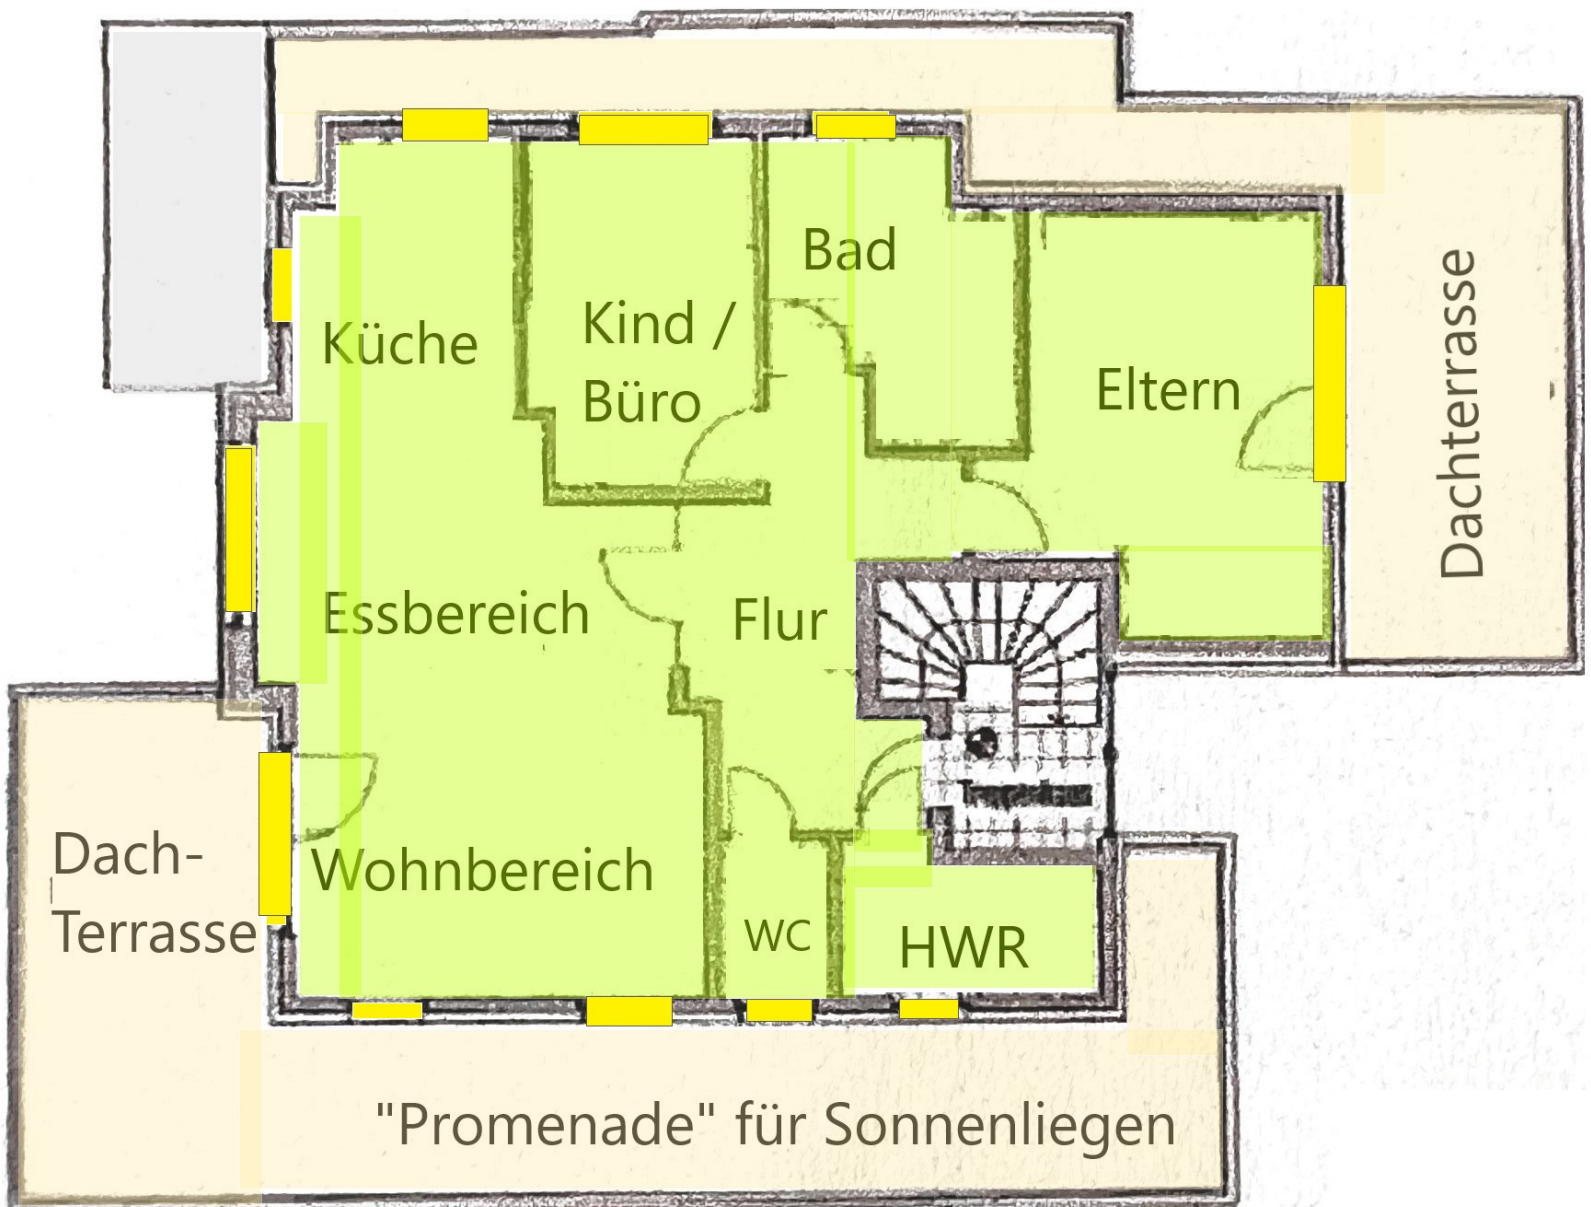 Bad
Kind /
Büro
Küche
Eltern
Dachterrasse
Essbereich
Flur
Dach-
Terrasse
Wohnbereich
WC
HWR
"Promenade" für Sonnenliegen